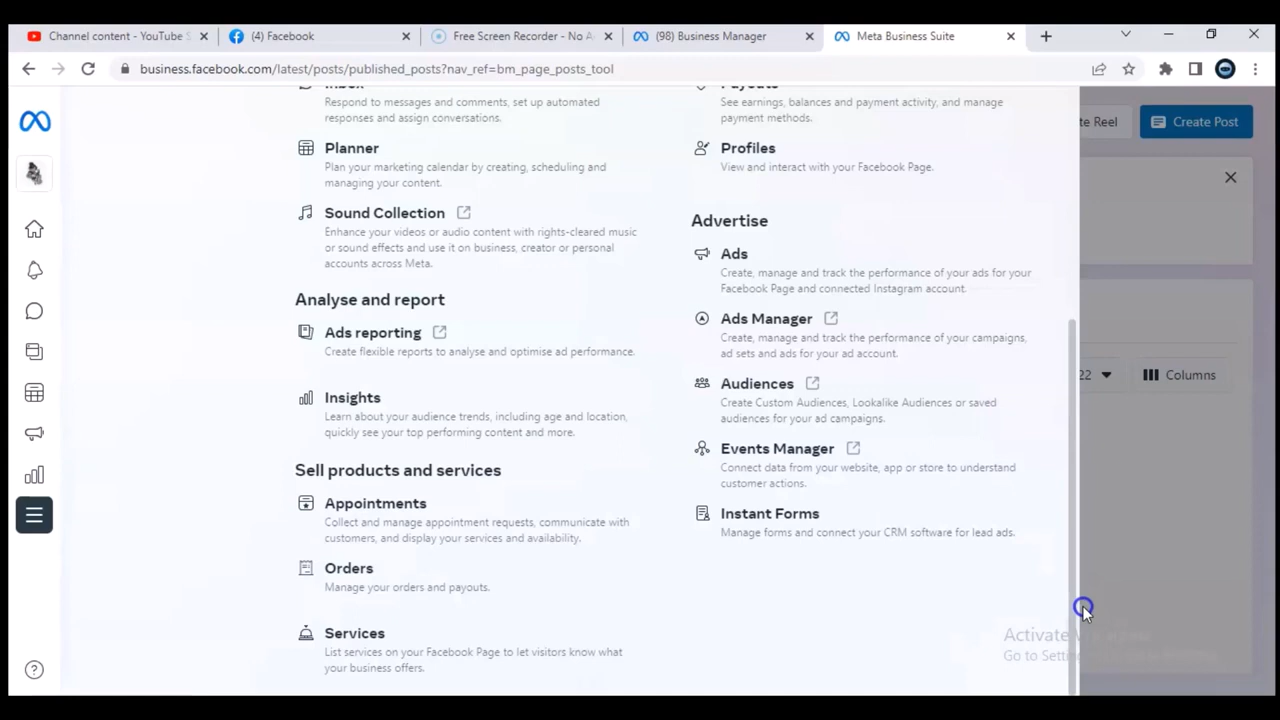 Channel content - YouTube S
(4) Facebook
Free Screen Recorder - No A
(98) Business Manager
Meta Business Suite
business.facebook.com/latest/posts/published_posts?nav_ref=bm_page_posts_tool
Inbox
Respond to messages and comments, set up automated
responses and assign conversations.
Planner
Plan your marketing calendar by creating, scheduling and
managing your content.
Sound Collection
Enhance your videos or audio content with rights-cleared music
or sound effects and use it on business, creator or personal
accounts across Meta.
Analyse and report
Ads reporting
Create flexible reports to analyse and optimise ad performance.
Insights
Learn about your audience trends, including age and location,
quickly see your top performing content and more.
Sell products and services
Appointments
Collect and manage appointment requests, communicate with
customers, and display your services and availability.
Orders
Manage your orders and payouts.
Services
List services on your Facebook Page to let visitors know what
your business offers.
Payouts
See earnings, balances and payment activity, and manage
payment methods.
Profiles
View and interact with your Facebook Page.
Advertise
Ads
Create, manage and track the performance of your ads for your
Facebook Page and connected Instagram account.
Ads Manager
Create, manage and track the performance of your campaigns,
ad sets and ads for your ad account.
Audiences
Create Custom Audiences, Lookalike Audiences or saved
audiences for your ad campaigns.
Events Manager
Connect data from your website, app or store to understand
customer actions.
Instant Forms
Manage forms and connect your CRM software for lead ads.
te Reel
Create Post
22
Columns
Activate
Go to Setti